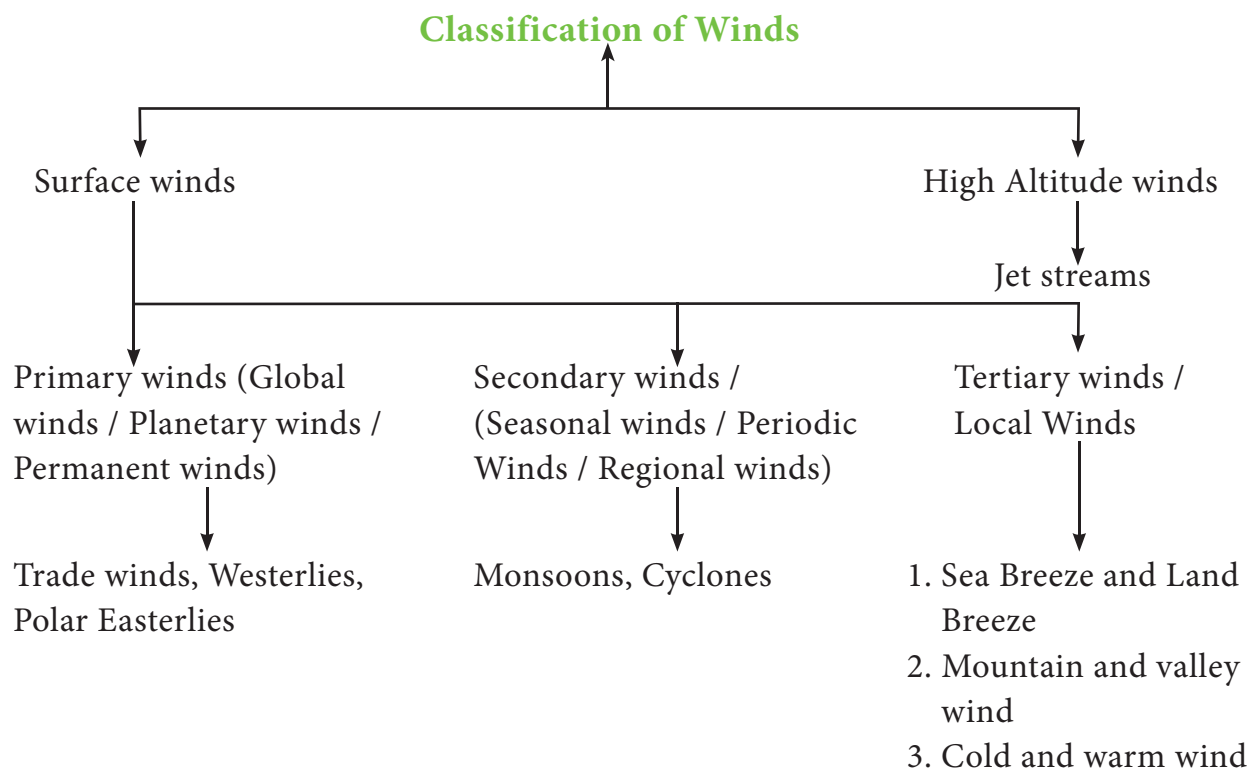 Classification of Winds
Surface winds
High Altitude winds
Jet streams
Primary winds (Global
winds / Planetary winds /
Permanent winds)
Secondary winds /
(Seasonal winds / Periodic
Winds / Regional winds)
Tertiary winds /
Local Winds
Trade winds, Westerlies,
Polar Easterlies
Monsoons, Cyclones
1. Sea Breeze and Land
Breeze
2. Mountain and valley
wind
3. Cold and warm wind